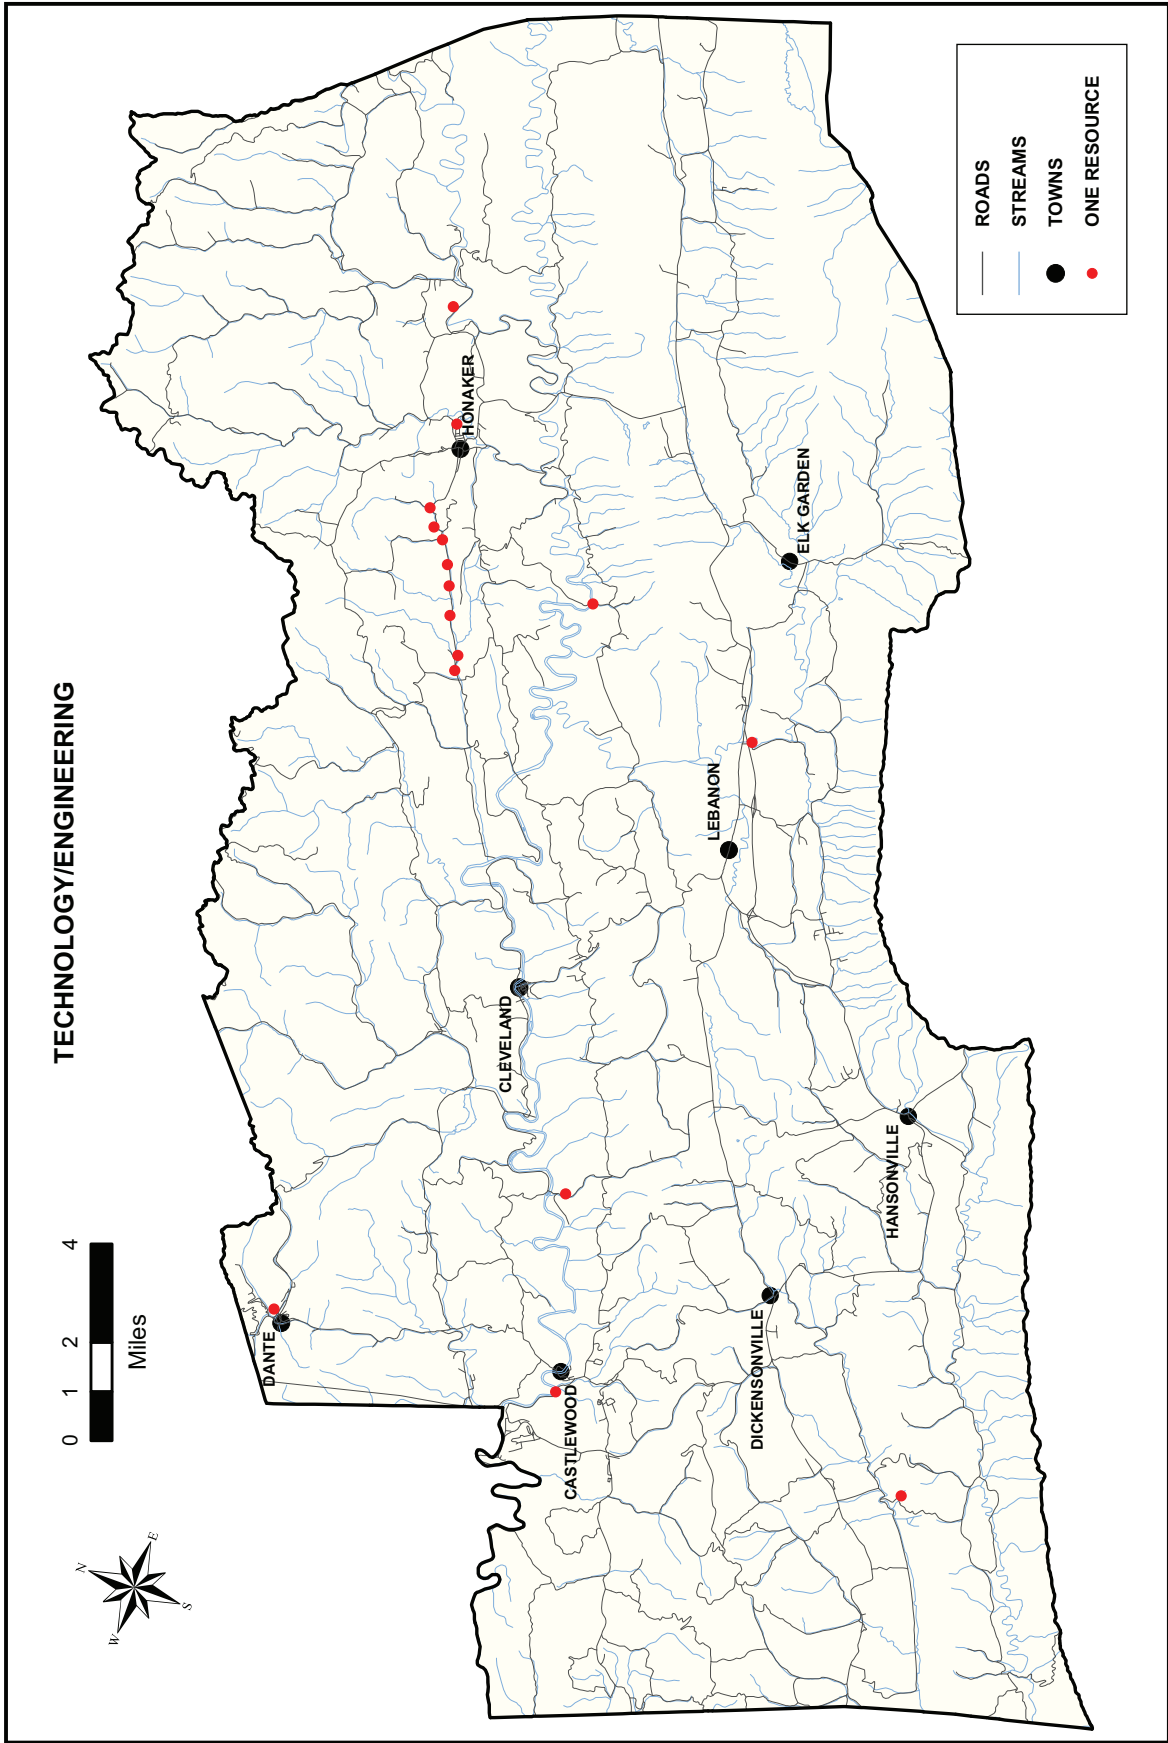 TECHNOLOGY/ENGINEERING
0 1 2 4
Miles
N
E
S
W
DANTE
CASTLEWOOD
CLEVELAND
HONAKER
LEBANON
ELK GARDEN
DICKENSONVILLE
HANSONVILLE
ROADS
STREAMS
TOWNS
ONE RESOURCE